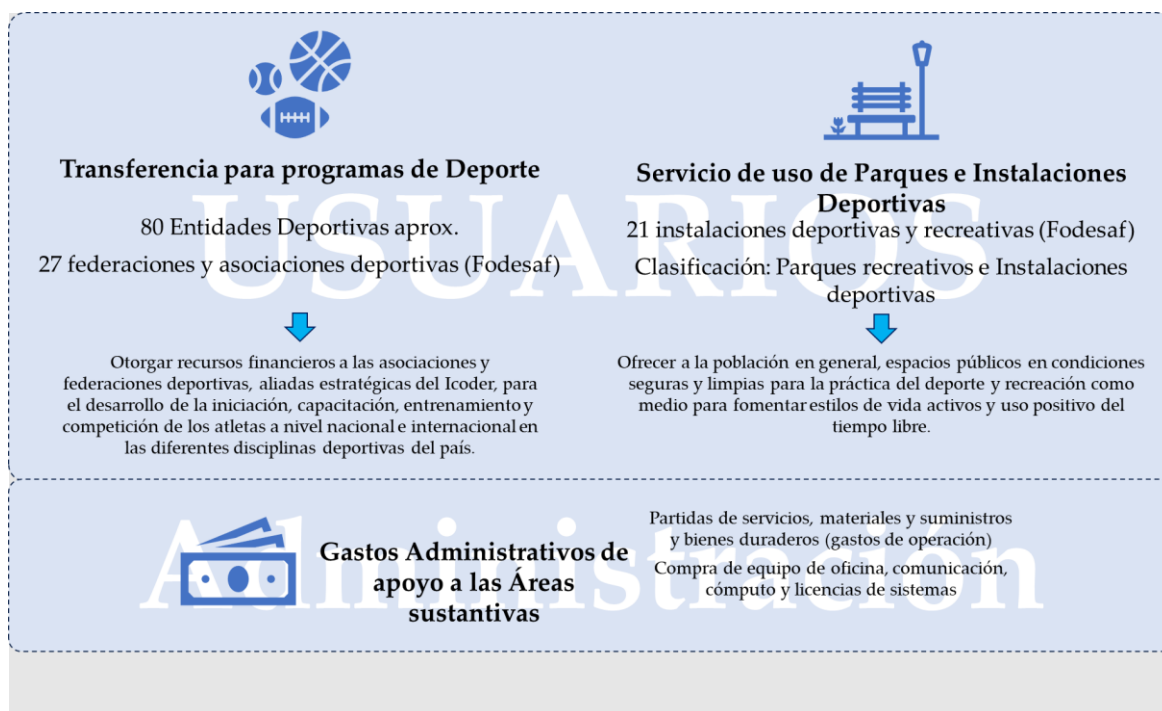 USUARIOS
Transferencia para programas de Deporte
80 Entidades Deportivas aprox.
27 federaciones y asociaciones deportivas (Fodesaf)
Otorgar recursos financieros a las asociaciones y
federaciones deportivas, aliadas estratégicas del Icoder, para
el desarrollo de la iniciación, capacitación, entrenamiento y
competición de los atletas a nivel nacional e internacional en
las diferentes disciplinas deportivas del país.
Servicio de uso de Parques e Instalaciones
Deportivas
21 instalaciones deportivas y recreativas (Fodesaf)
Clasificación: Parques recreativos e Instalaciones
deportivas
Ofrecer a la población en general, espacios públicos en condiciones
seguras y limpias para la práctica del deporte y recreación como
medio para fomentar estilos de vida activos y uso positivo del
tiempo libre.
Administración
Gastos Administrativos de
apoyo a las Áreas
sustantivas
Partidas de servicios, materiales y suministros
y bienes duraderos (gastos de operación)
Compra de equipo de oficina, comunicación,
cómputo y licencias de sistemas